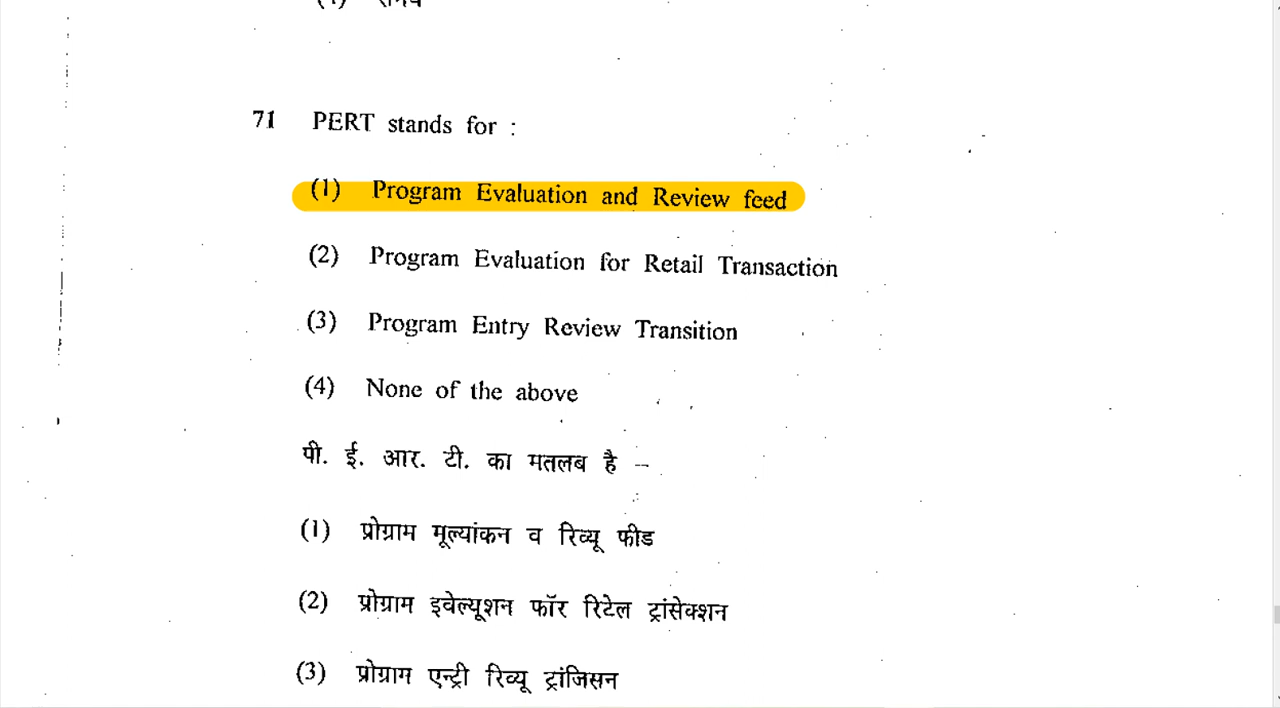 71 PERT stands for :
(1) Program Evaluation and Review feed
(2) Program Evaluation for Retail Transaction
(3) Program Entry Review Transition
(4) None of the above
पी. ई. आर. टी. का मतलब है –
(1) प्रोग्राम मूल्यांकन व रिव्यू फीड
(2) प्रोग्राम इवेल्यूशन फॉर रिटेल ट्रांसेक्शन
(3) प्रोग्राम एन्ट्री रिव्यू ट्रांजिसन